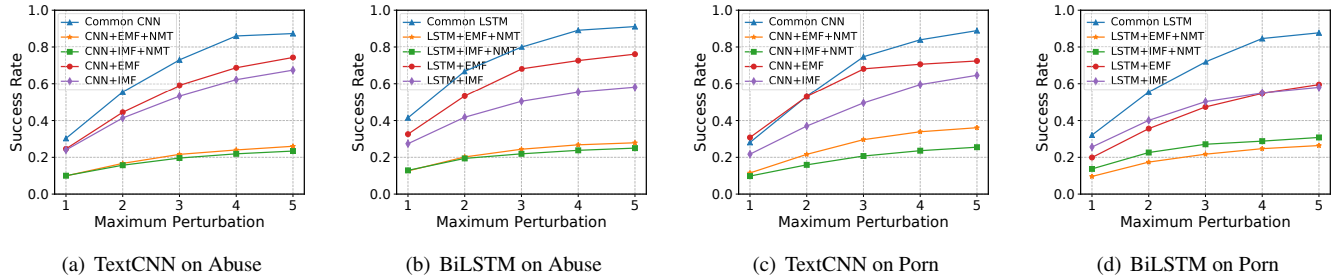 Success Rate
1.0
0.8
0.6
0.4
0.2
0.0
Common CNN
CNN+EMF+NMT
CNN+IMF+NMT
CNN+EMF
CNN+IMF
1 2 3 4 5
Maximum Perturbation
(a) TextCNN on Abuse
Success Rate
1.0
0.8
0.6
0.4
0.2
0.0
Common LSTM
LSTM+EMF+NMT
LSTM+IMF+NMT
LSTM+EMF
LSTM+IMF
1 2 3 4 5
Maximum Perturbation
(b) BiLSTM on Abuse
Success Rate
1.0
0.8
0.6
0.4
0.2
0.0
Common CNN
CNN+EMF+NMT
CNN+IMF+NMT
CNN+EMF
CNN+IMF
1 2 3 4 5
Maximum Perturbation
(c) TextCNN on Porn
Success Rate
1.0
0.8
0.6
0.4
0.2
0.0
Common LSTM
LSTM+EMF+NMT
LSTM+IMF+NMT
LSTM+EMF
LSTM+IMF
1 2 3 4 5
Maximum Perturbation
(d) BiLSTM on Porn